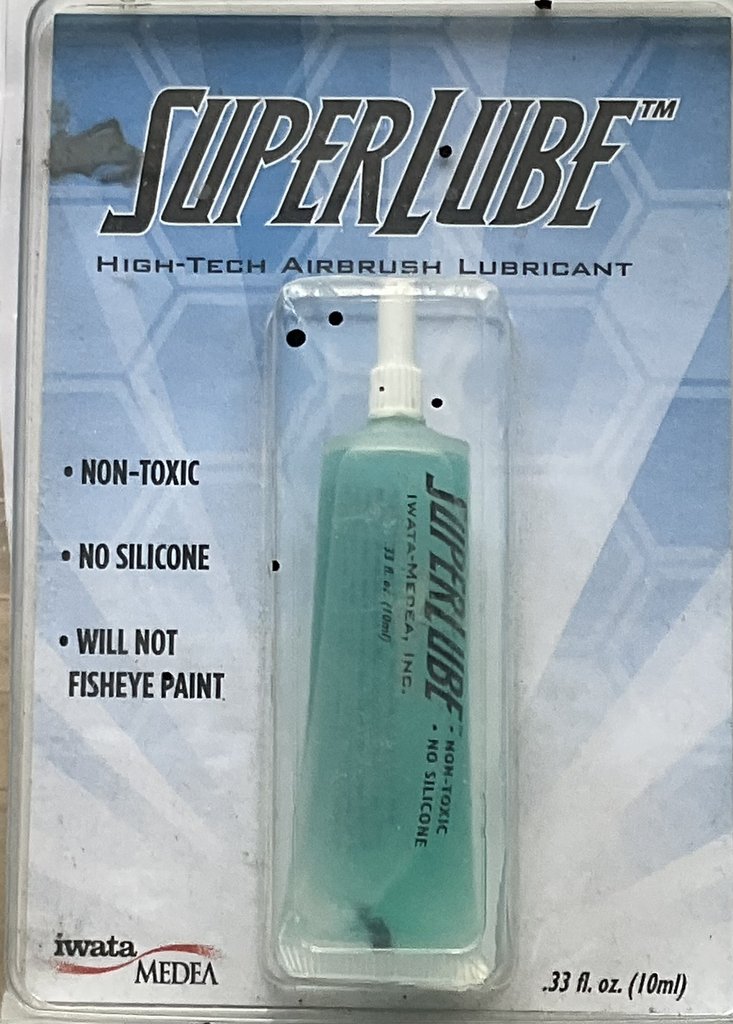 SUPERLUBE™
HIGH-TECH AIRBRUSH LUBRICANT
• NON-TOXIC
• NO SILICONE
• WILL NOT
FISHEYE PAINT
SUPERLUBE™
IWATA-MEDEA, INC.
.33 fl. oz. (10ml)
• NON-TOXIC
• NO SILICONE
iwata
MEDEA
.33 fl. oz. (10ml)